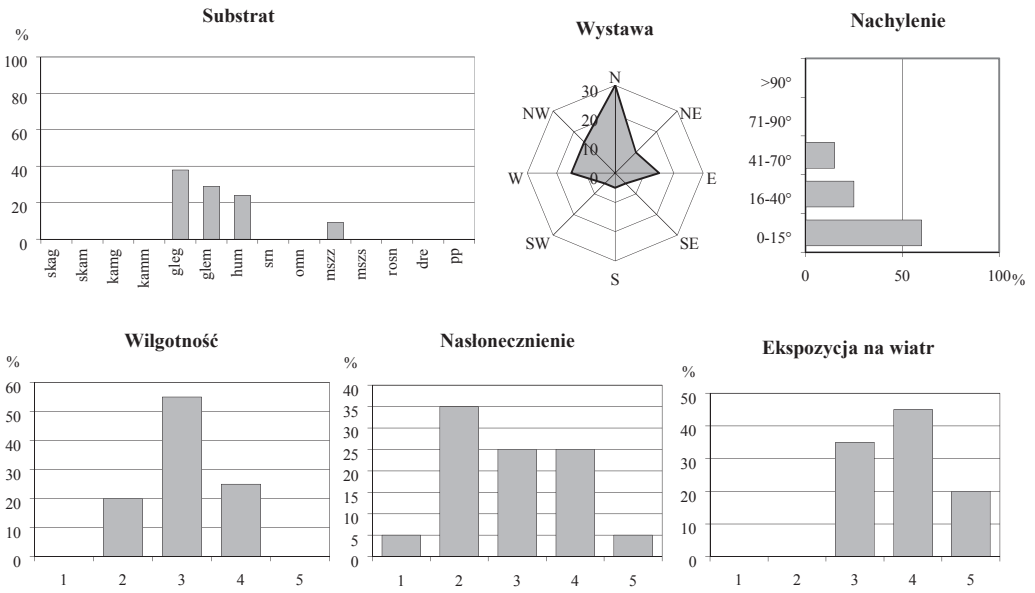 Substrat
%
100
80
60
40
20
0
skag
skam
kamg
kamm
gleg
glem
hum
srn
omn
mszz
mszs
rosn
dre
pp
Wystawa
N
NE
E
SE
S
SW
W
NW
30
20
10
0
Nachylenie
>90°
71-90°
41-70°
16-40°
0-15°
0 50 100%
Wilgotność
%
60
50
40
30
20
10
0
1 2 3 4 5
Nasłonecznienie
%
40
35
30
25
20
15
10
5
0
1 2 3 4 5
Ekspozycja na wiatr
%
50
40
30
20
10
0
1 2 3 4 5